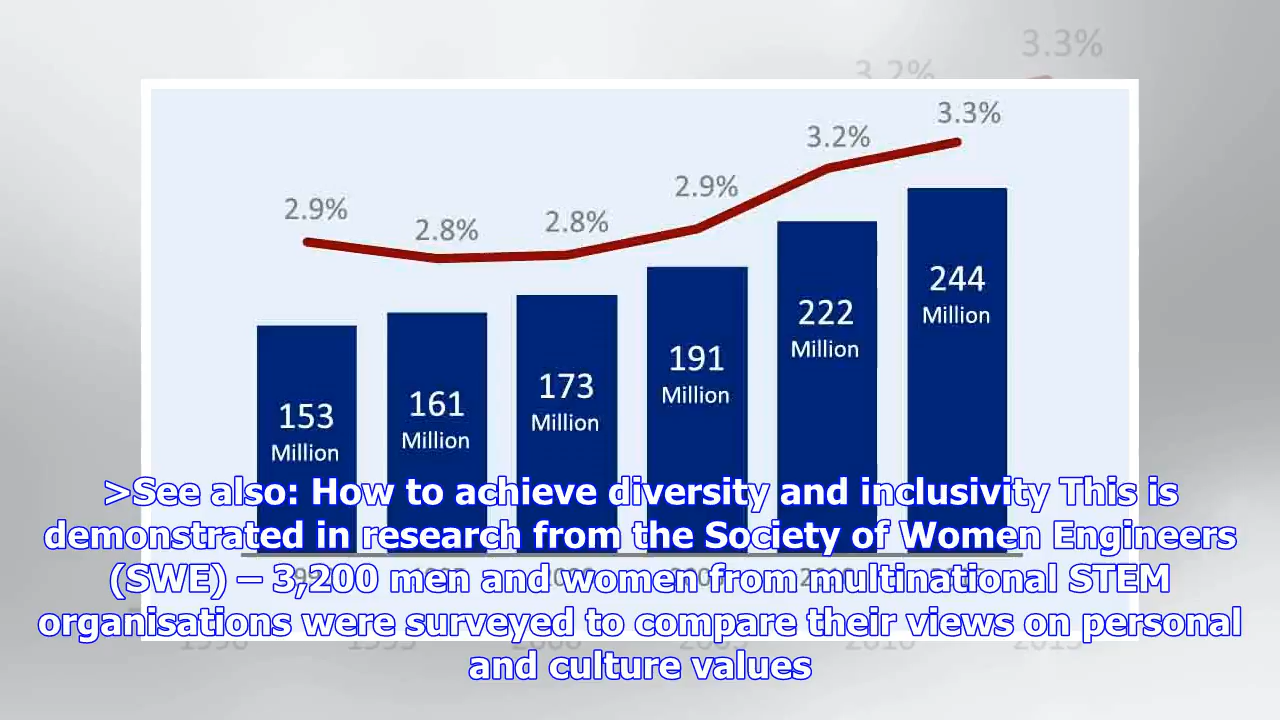 3.3%
3.2%
3.3%
3.2%
2.9%
2.9%
2.8%
2.8%
244
Million
222
Million
191
Million
173
Million
161
Million
153
Million
>See also: How to achieve diversity and inclusivity This is
demonstrated in research from the Society of Women Engineers
(SWE) – 3,200 men and women from multinational STEM
organisations were surveyed to compare their views on personal
and culture values